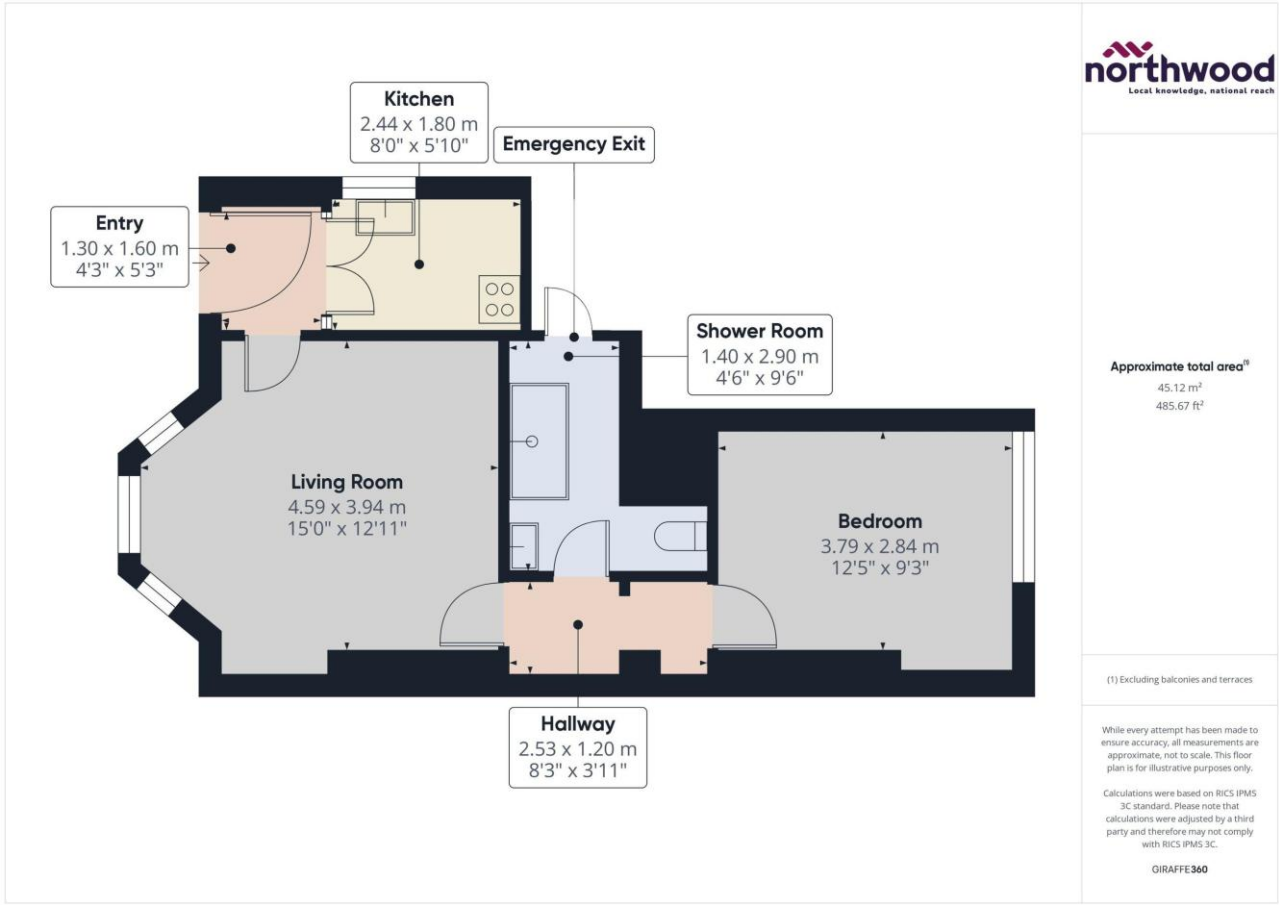 Kitchen
2.44 x 1.80 m
8'0" x 5'10"
Emergency Exit
Entry
1.30 x 1.60 m
4'3" x 5'3"
Shower Room
1.40 x 2.90 m
4'6" x 9'6"
Living Room
4.59 x 3.94 m
15'0" x 12'11"
Bedroom
3.79 x 2.84 m
12'5" x 9'3"
Hallway
2.53 x 1.20 m
8'3" x 3'11"
northwood
Local knowledge, national reach
Approximate total area(1)
45.12 m²
485.67 ft²
(1) Excluding balconies and terraces
While every attempt has been made to
ensure accuracy, all measurements are
approximate, not to scale. This floor
plan is for illustrative purposes only.
Calculations were based on RICS IPMS
3C standard. Please note that
calculations were adjusted by a third
party and therefore may not comply
with RICS IPMS 3C.
GIRAFFE360